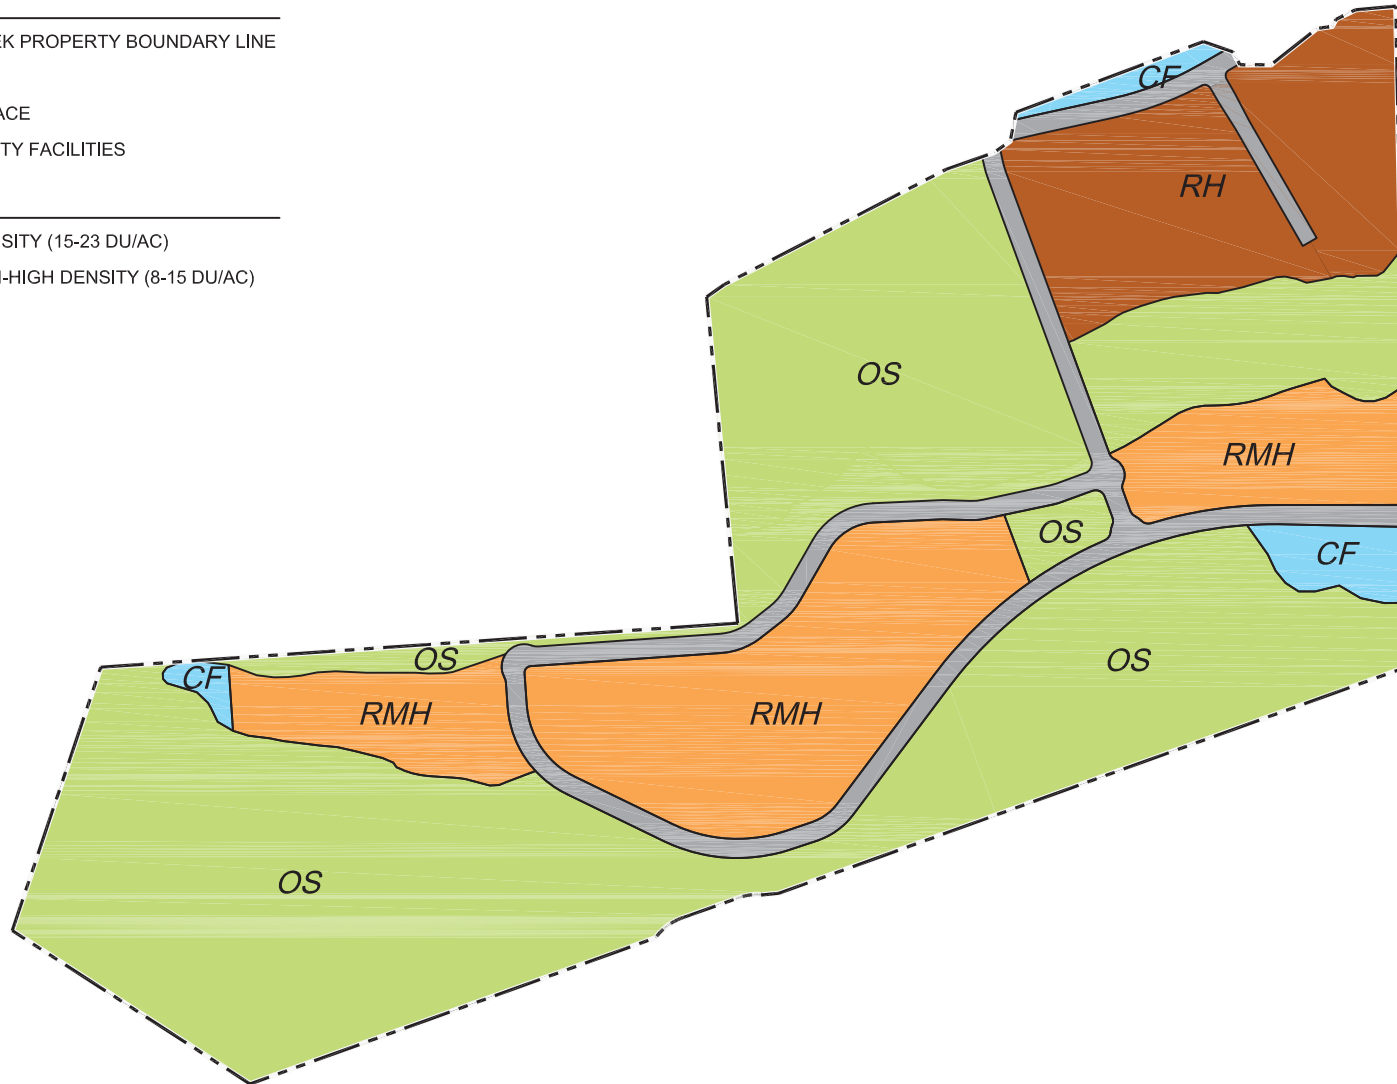 EK PROPERTY BOUNDARY LINE
ACE
TY FACILITIES
SITY (15-23 DU/AC)
-HIGH DENSITY (8-15 DU/AC)
CF
RH
OS
RMH
OS
CF
OS
OS
CF
RMH
RMH
OS